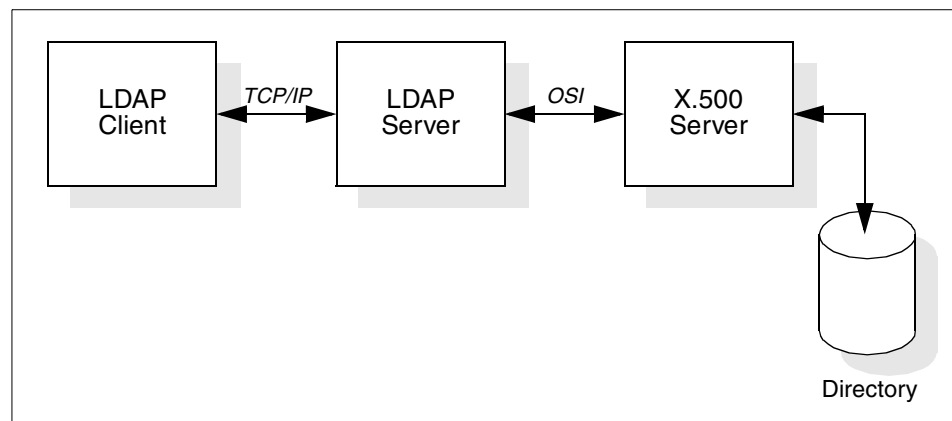 LDAP
Client
TCP/IP
LDAP
Server
OSI
X.500
Server
Directory